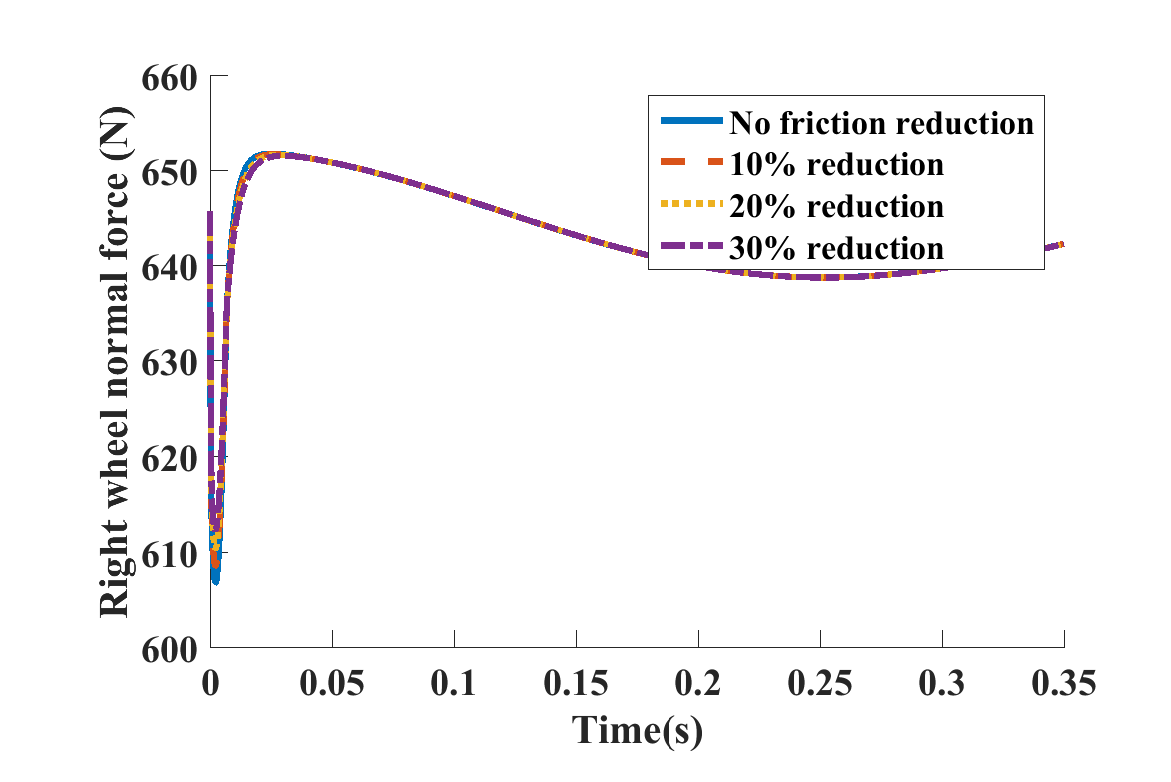 Right wheel normal force (N)
660
650
640
630
620
610
600
No friction reduction
10% reduction
20% reduction
30% reduction
0 0.05 0.1 0.15 0.2 0.25 0.3 0.35
Time(s)